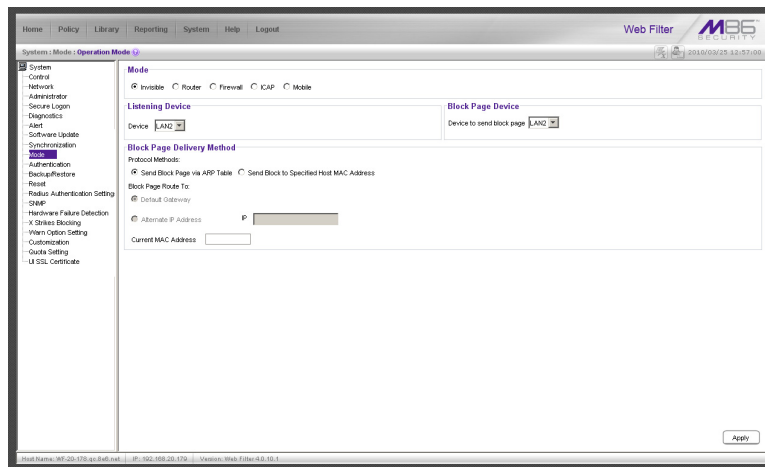 Home Policy Library Reporting System Help Logout
Web Filter
M86
SECURITY
System : Mode : Operation Mode
2010/03/25 12:57:00
System
Control
Network
Administrator
Secure Logon
Diagnostics
Alert
Software Update
Synchronization
Mode
Authentication
Backup/Restore
Reset
Radius Authentication Setting
SNMP
Hardware Failure Detection
X Strikes Blocking
Warn Option Setting
Customization
Quota Setting
UI SSL Certificate
Mode
Invisible Router Firewall ICAP Mobile
Listening Device
Device LAN2
Block Page Device
Device to send block page LAN2
Block Page Delivery Method
Protocol Methods:
Send Block Page via ARP Table Send Block to Specified Host MAC Address
Block Page Route To:
Default Gateway
Alternate IP Address IP
Current MAC Address
Apply
Host Name: WF-20-178.qc.8e6.net IP: 192.168.20.179 Version: Web Filter 4.0.10.1